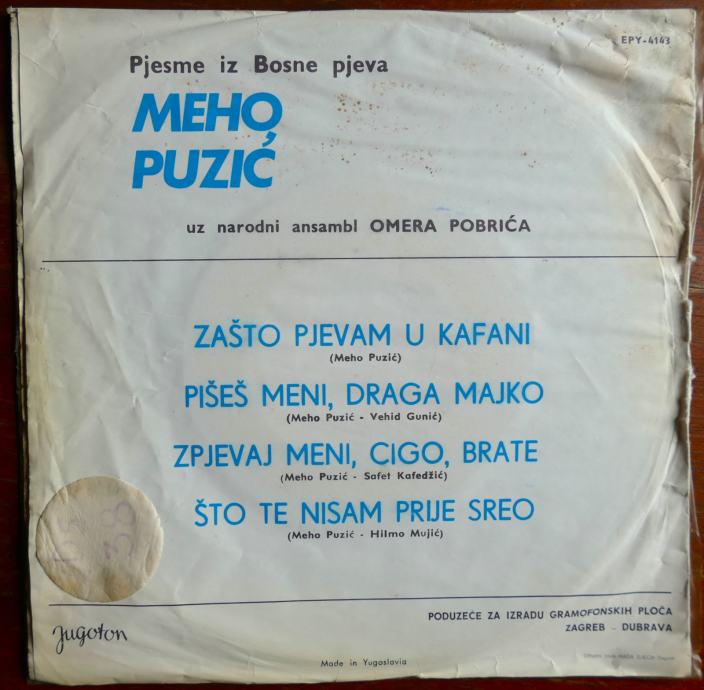 EPY-4143
Pjesme iz Bosne pjeva
MEHO
PUZIĆ
uz narodni ansambl OMERA POBRIĆA
ZAŠTO PJEVAM U KAFANI
(Meho Puzić)
PIŠEŠ MENI, DRAGA MAJKO
(Meho Puzić - Vehid Gunić)
ZPJEVAJ MENI, CIGO, BRATE
(Meho Puzić - Safet Kafedžić)
ŠTO TE NISAM PRIJE SREO
(Meho Puzić - Hilmo Mujić)
38
Jugoton
PODUZEĆE ZA IZRADU GRAMOFONSKIH PLOČA
ZAGREB - DUBRAVA
Made in Yugoslavia